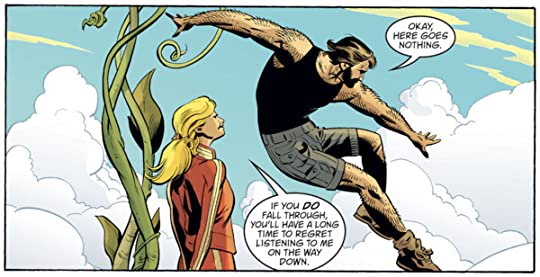 OKAY,
HERE GOES
NOTHING.
IF YOU DO
FALL THROUGH,
YOU'LL HAVE A LONG
TIME TO REGRET
LISTENING TO ME
ON THE WAY
DOWN.